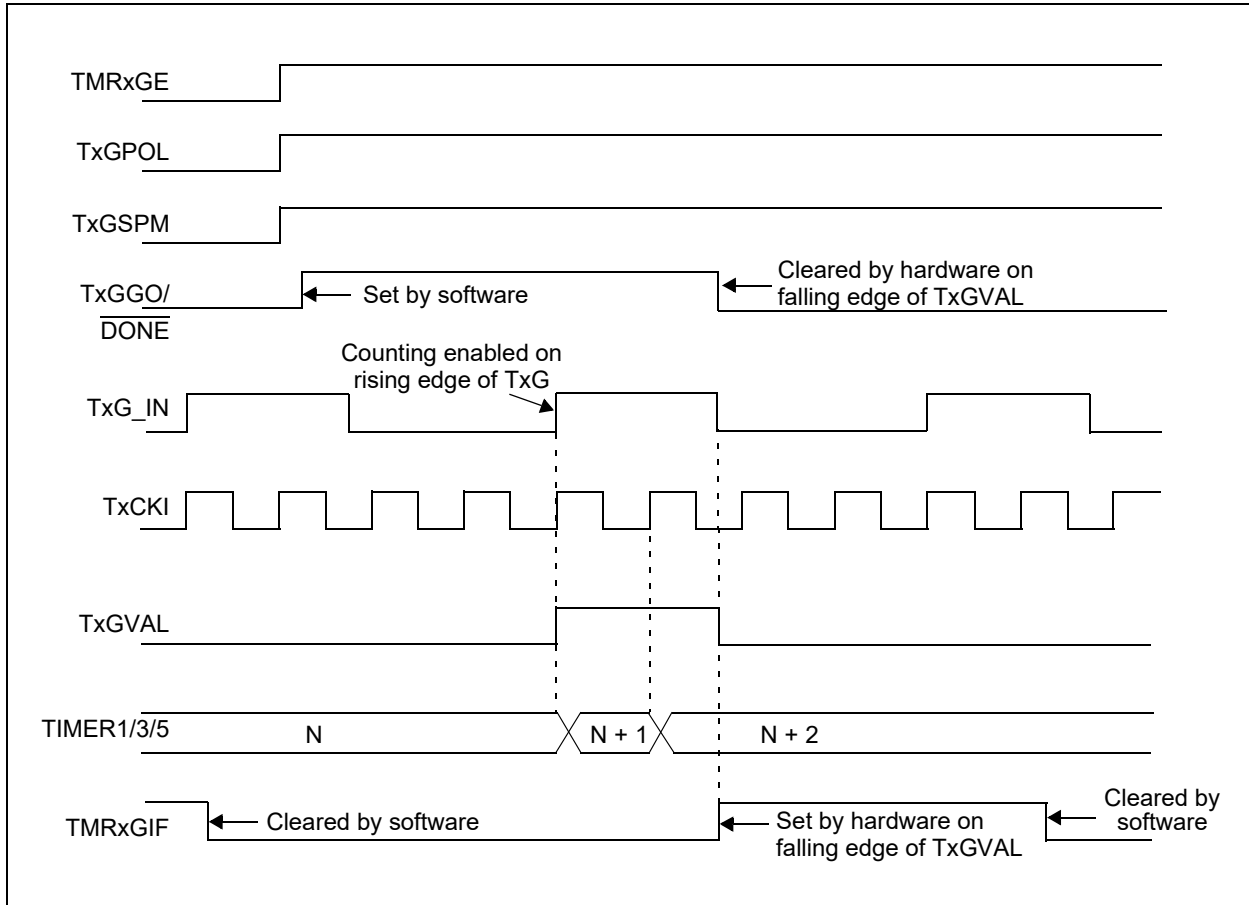 TMRxGE
TxGPOL
TxGSPM
TxGGO/
DONE
Set by software
Cleared by hardware on
falling edge of TxGVAL
Counting enabled on
rising edge of TxG
TxG_IN
TxCKI
TxGVAL
TIMER1/3/5
N
N + 1
N + 2
TMRxGIF
Cleared by software
Set by hardware on
falling edge of TxGVAL
Cleared by
software